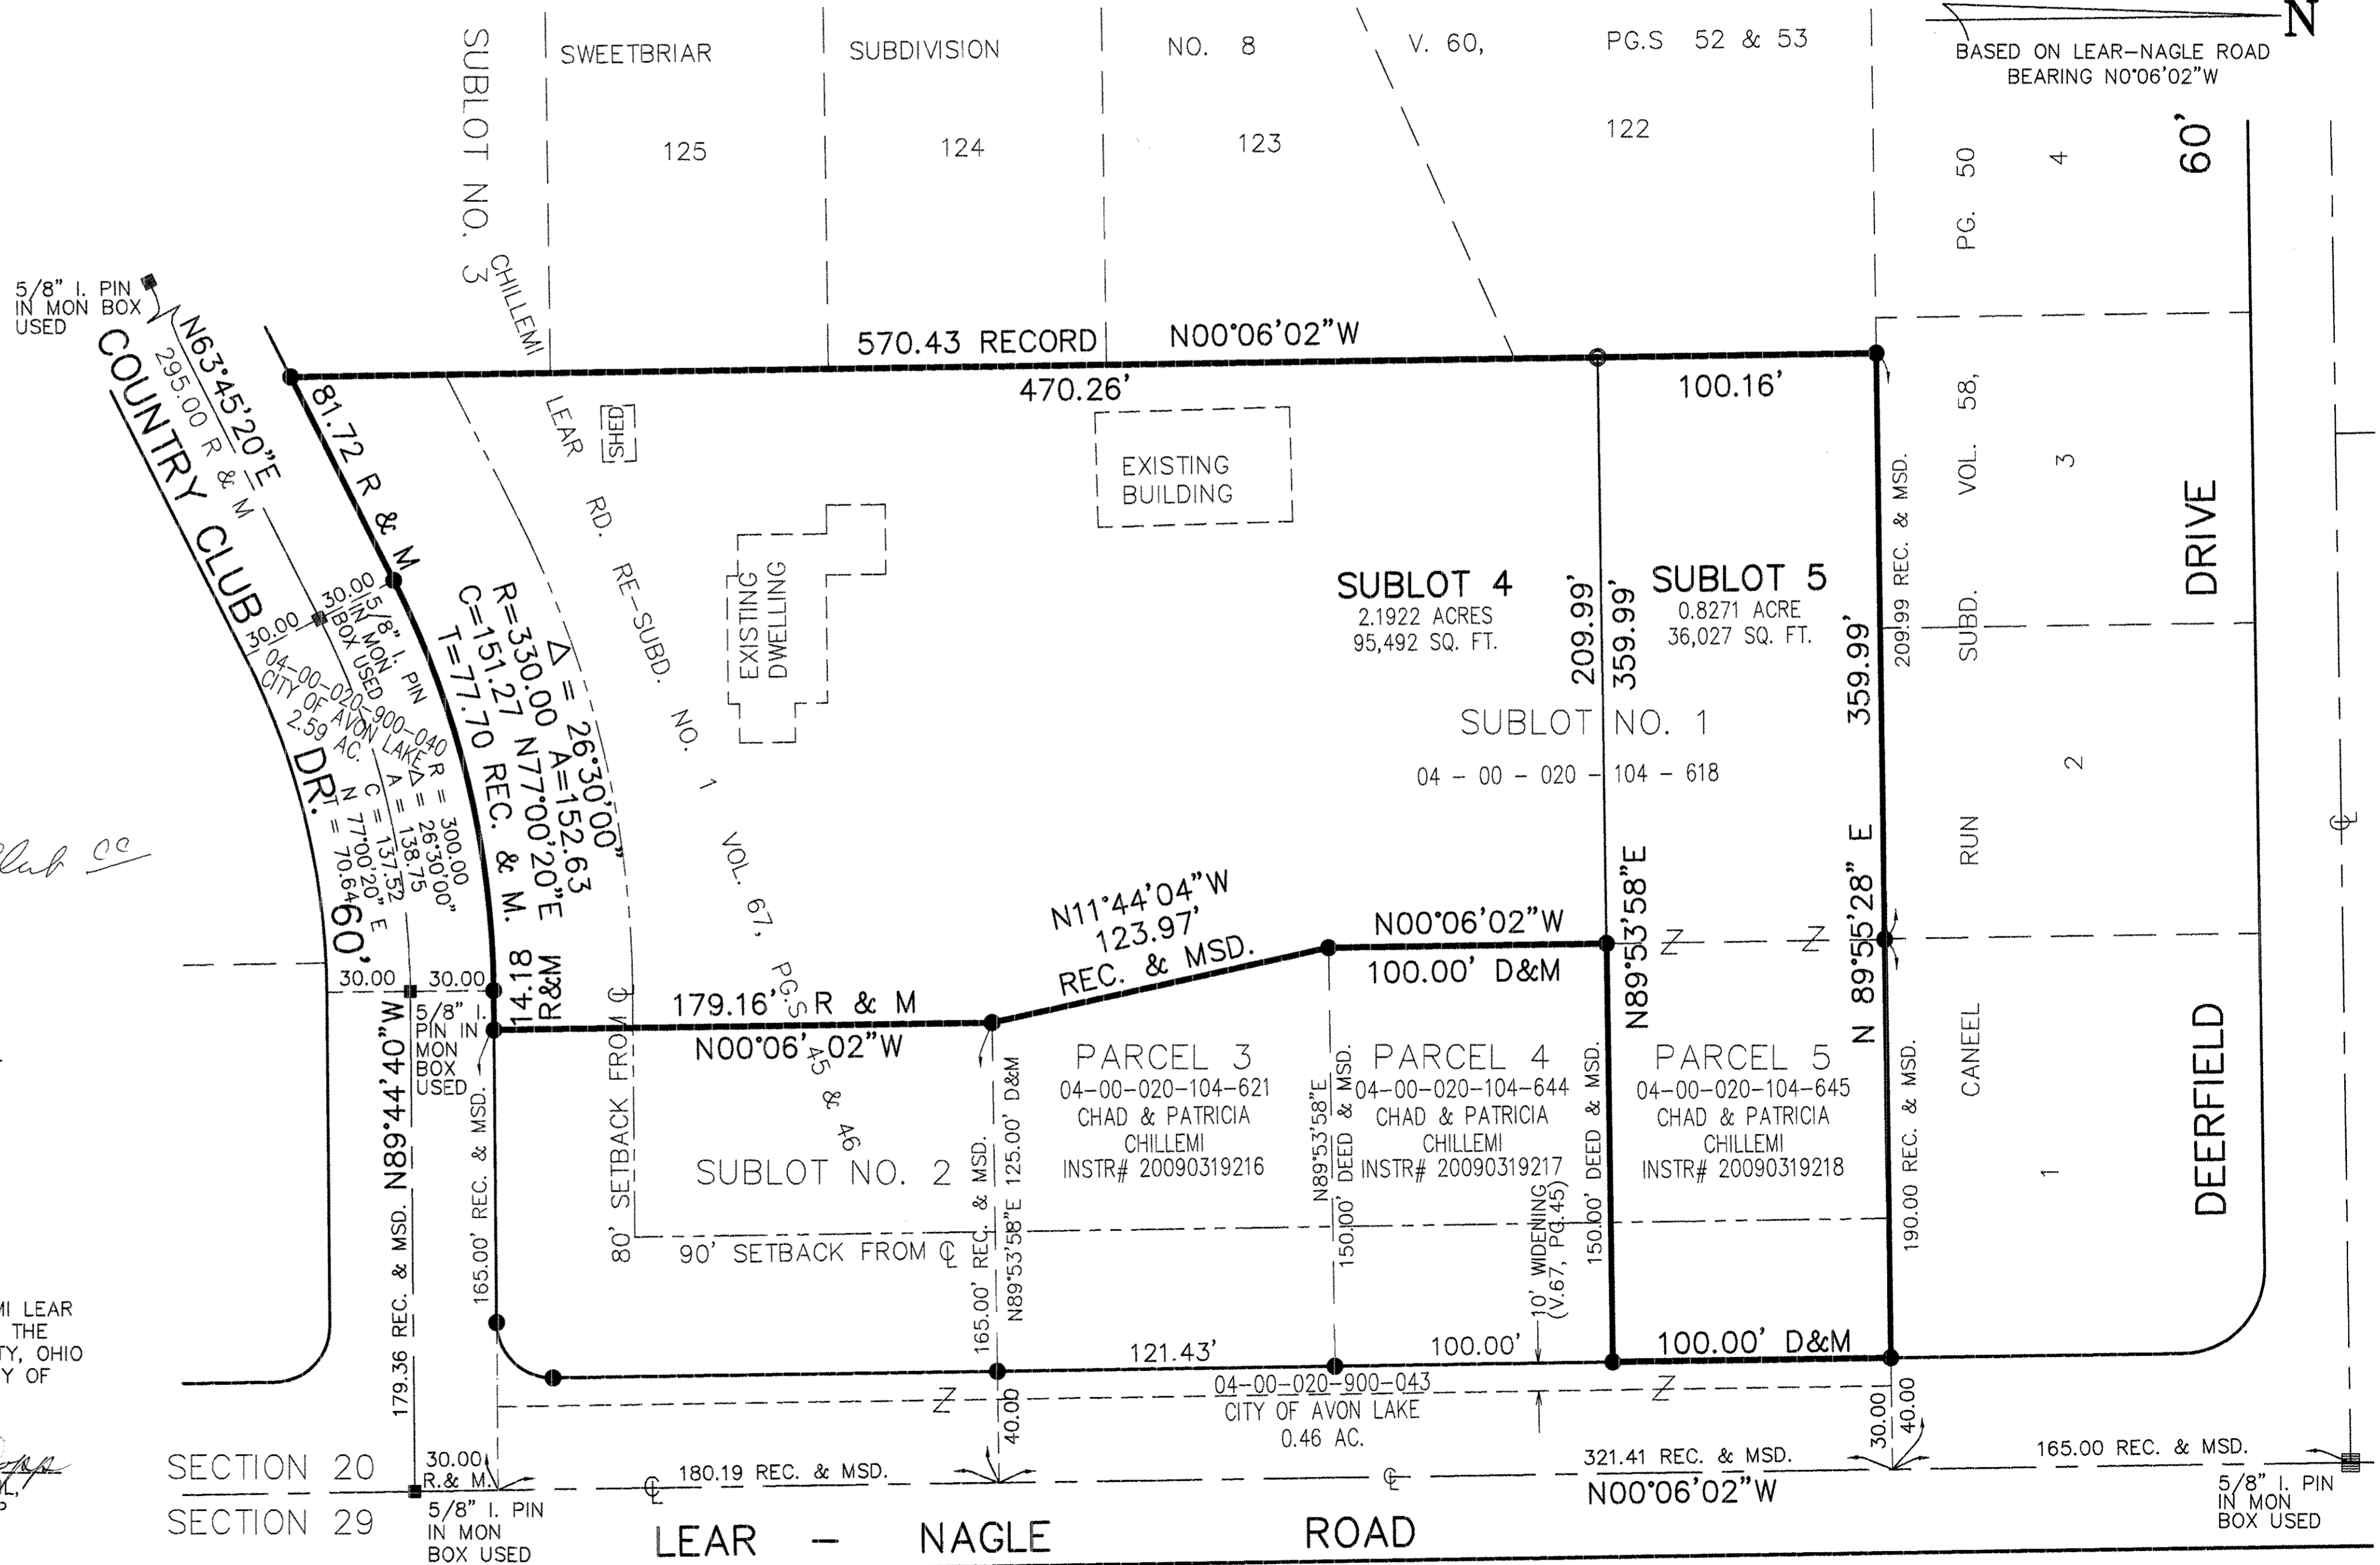 SUBLOT NO. 3
SWEETBRIAR SUBDIVISION NO. 8 V. 60, PG.S 52 & 53
125
124
123
122
N
BASED ON LEAR-NAGLE ROAD
BEARING N0°06'02"W
5/8" I. PIN
IN MON BOX
USED
N63°45'20"E
295.00 R & M
COUNTRY CLUB DR. 60'
81.72 R & M
CHILLEMI LEAR RD. RE-SUBD. NO. 1 VOL. 67, PG.S 45 & 46
570.43 RECORD N00°06'02"W
470.26'
100.16'
SHED
EXISTING
BUILDING
EXISTING
DWELLING
SUBLOT 4
2.1922 ACRES
95,492 SQ. FT.
SUBLOT 5
0.8271 ACRE
36,027 SQ. FT.
209.99'
359.99'
359.99'
209.99 REC. & MSD.
SUBLOT NO. 1
04-00-020-104-618
N89°53'58"E
N 89°55'28" E
CANEEL RUN SUBD. VOL. 58, PG. 50
4
3
2
1
DEERFIELD DRIVE 60'
℄
30.00
30.00
5/8" I. PIN
IN MON
BOX USED
04-00-020-900-040
CITY OF AVON LAKE
2.59 AC.
R = 300.00
Δ = 26°30'00"
A = 138.75
C = 137.52
N 77°00'20" E
T = 70.64
Δ = 26°30'00"
R=330.00 A=152.63
C=151.27 N77°00'20"E
T=77.70 REC. & M.
14.18
R&M
30.00
30.00
5/8" I.
PIN IN
MON
BOX
USED
179.16' R & M
N00°06'02"W
N11°44'04"W
123.97'
REC. & MSD.
N00°06'02"W
100.00' D&M
Z
Z
PARCEL 3
04-00-020-104-621
CHAD & PATRICIA
CHILLEMI
INSTR# 20090319216
PARCEL 4
04-00-020-104-644
CHAD & PATRICIA
CHILLEMI
INSTR# 20090319217
PARCEL 5
04-00-020-104-645
CHAD & PATRICIA
CHILLEMI
INSTR# 20090319218
SUBLOT NO. 2
179.36 REC. & MSD. N89°44'40"W
165.00' REC. & MSD.
80' SETBACK FROM ℄
90' SETBACK FROM ℄
165.00' REC. & MSD.
N89°53'58"E 125.00' D&M
N89°53'58"E
150.00' DEED & MSD.
10' WIDENING
(V.67, PG.45)
150.00' DEED & MSD.
190.00 REC. & MSD.
121.43'
100.00'
100.00' D&M
04-00-020-900-043
CITY OF AVON LAKE
0.46 AC.
Z
Z
40.00
30.00
40.00
MI LEAR
THE
TY, OHIO
Y OF
SECTION 20
SECTION 29
30.00
R.& M.
℄
180.19 REC. & MSD.
℄
321.41 REC. & MSD.
N00°06'02"W
165.00 REC. & MSD.
5/8" I. PIN
IN MON
BOX USED
5/8" I. PIN
IN MON
BOX USED
LEAR - NAGLE ROAD